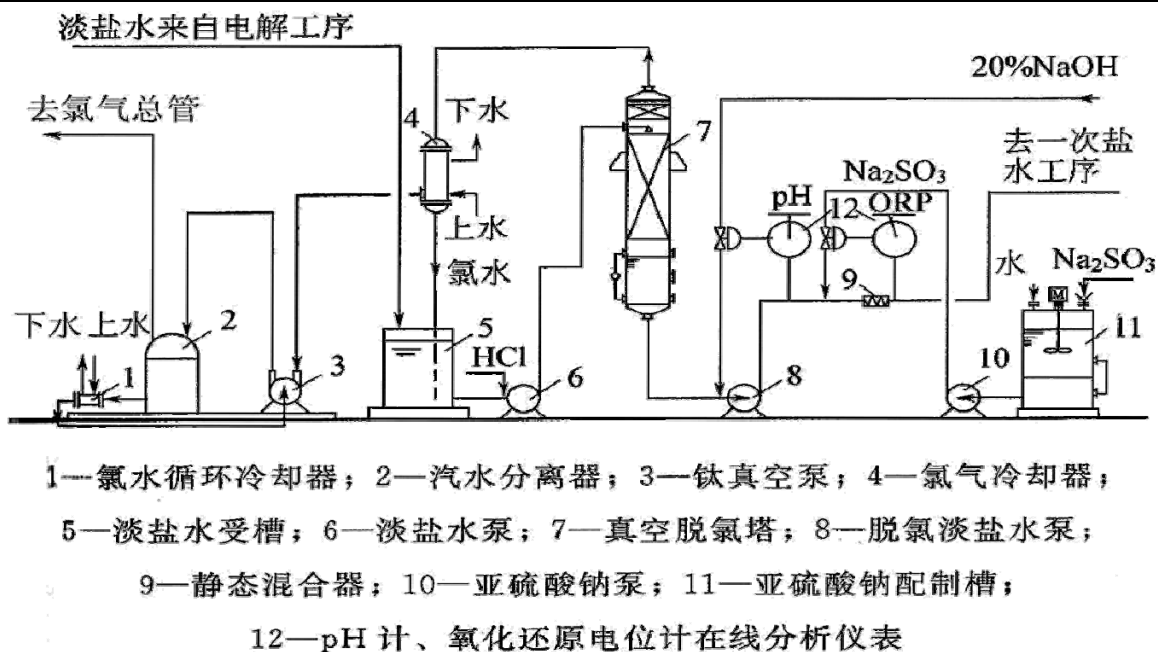 淡盐水来自电解工序
20%NaOH
去氯气总管
4
下水
7
去一次盐
水工序
Na₂SO₃
pH
12
ORP
上水
氯水
9
水
Na₂SO₃
M
下水 上水
2
5
11
1
3
HCl
6
8
10
1—氯水循环冷却器；2—汽水分离器；3—钛真空泵；4—氯气冷却器；
5—淡盐水受槽；6—淡盐水泵；7—真空脱氯塔；8—脱氯淡盐水泵；
9—静态混合器；10—亚硫酸钠泵；11—亚硫酸钠配制槽；
12—pH 计、氧化还原电位计在线分析仪表